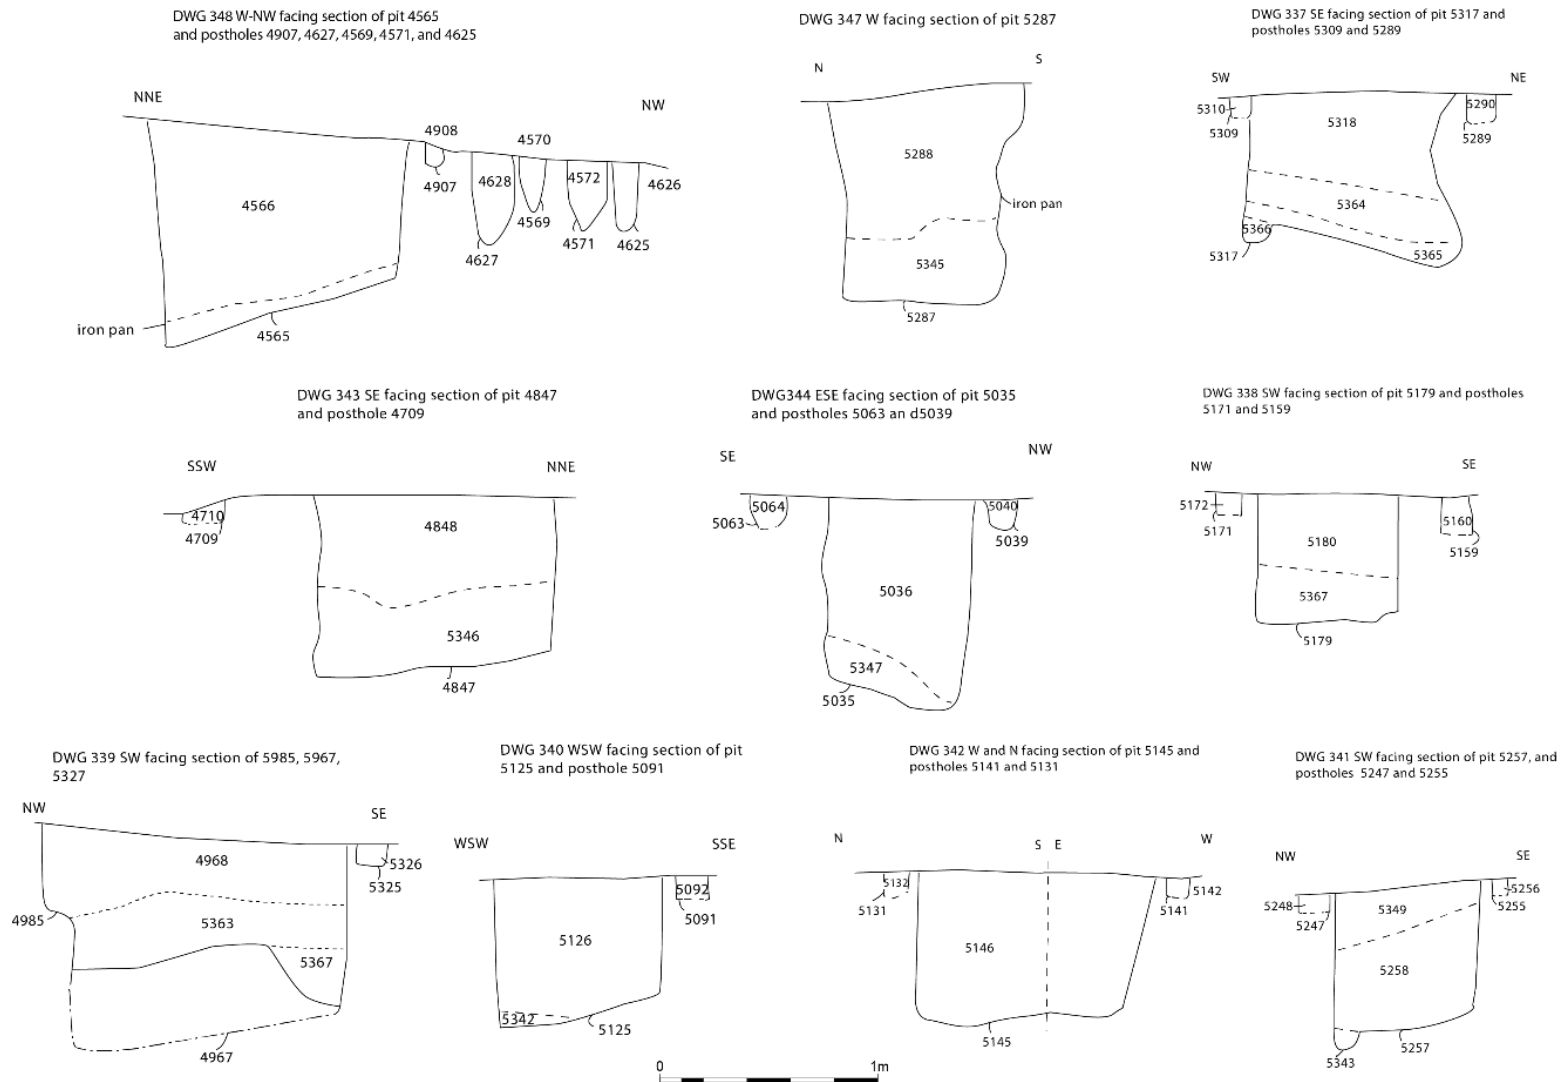 DWG 348 W-NW facing section of pit 4565
and postholes 4907, 4627, 4569, 4571, and 4625
NNE
NW
4908
4570
4566
4907
4628
4569
4572
4626
4627
4571
4625
iron pan
4565
DWG 347 W facing section of pit 5287
N
S
5288
iron pan
5345
5287
DWG 337 SE facing section of pit 5317 and
postholes 5309 and 5289
SW
NE
5310
5309
5318
5290
5289
5364
5366
5317
5365
DWG 343 SE facing section of pit 4847
and posthole 4709
SSW
NNE
4710
4709
4848
5346
4847
DWG344 ESE facing section of pit 5035
and postholes 5063 an d5039
SE
NW
5064
5063
5040
5039
5036
5347
5035
DWG 338 SW facing section of pit 5179 and postholes
5171 and 5159
NW
SE
5172
5171
5160
5159
5180
5367
5179
DWG 339 SW facing section of 5985, 5967,
5327
NW
SE
4968
5326
5325
4985
5363
5367
4967
DWG 340 WSW facing section of pit
5125 and posthole 5091
WSW
SSE
5092
5091
5126
5342
5125
DWG 342 W and N facing section of pit 5145 and
postholes 5141 and 5131
N
S E
W
5132
5131
5142
5141
5146
5145
DWG 341 SW facing section of pit 5257, and
postholes 5247 and 5255
NW
SE
5248
5247
5349
5256
5255
5258
5343
5257
0
1m